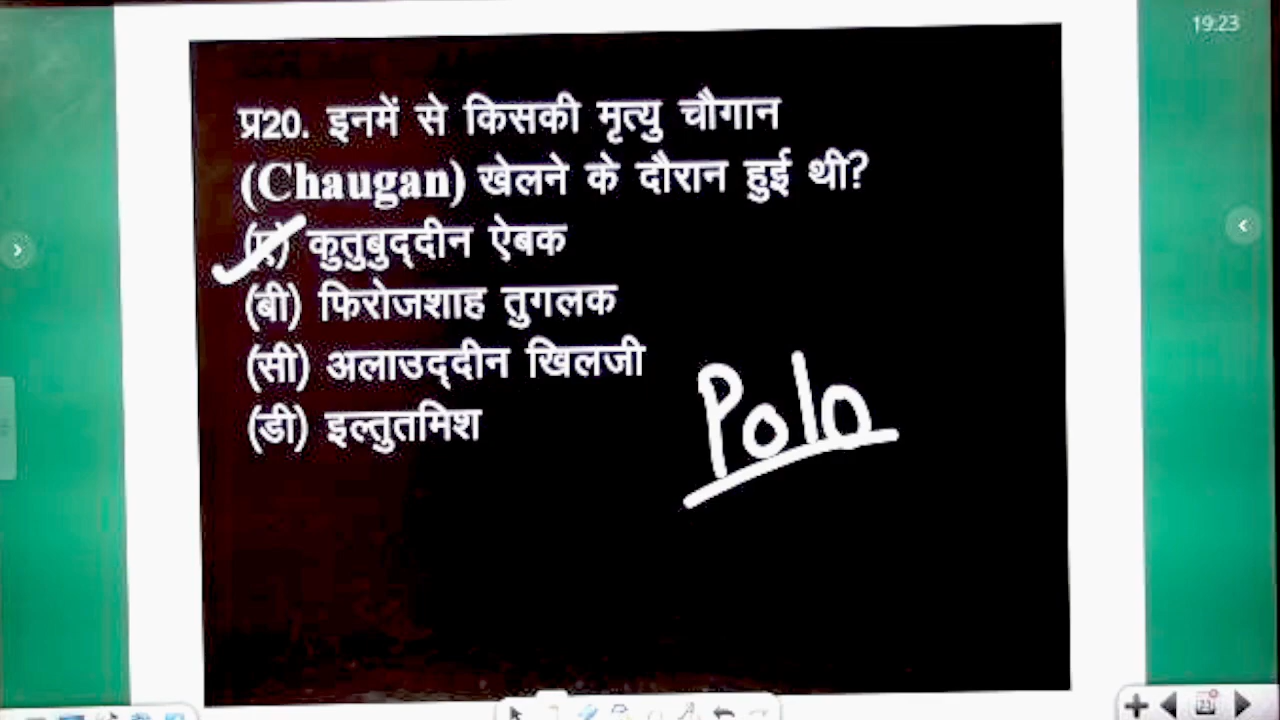 19:23
प्र20. इनमें से किसकी मृत्यु चौगान
(Chaugan) खेलने के दौरान हुई थी?
(ए) कुतुबुद्दीन ऐबक
(बी) फिरोजशाह तुगलक
(सी) अलाउद्दीन खिलजी
(डी) इल्तुतमिश
Polo